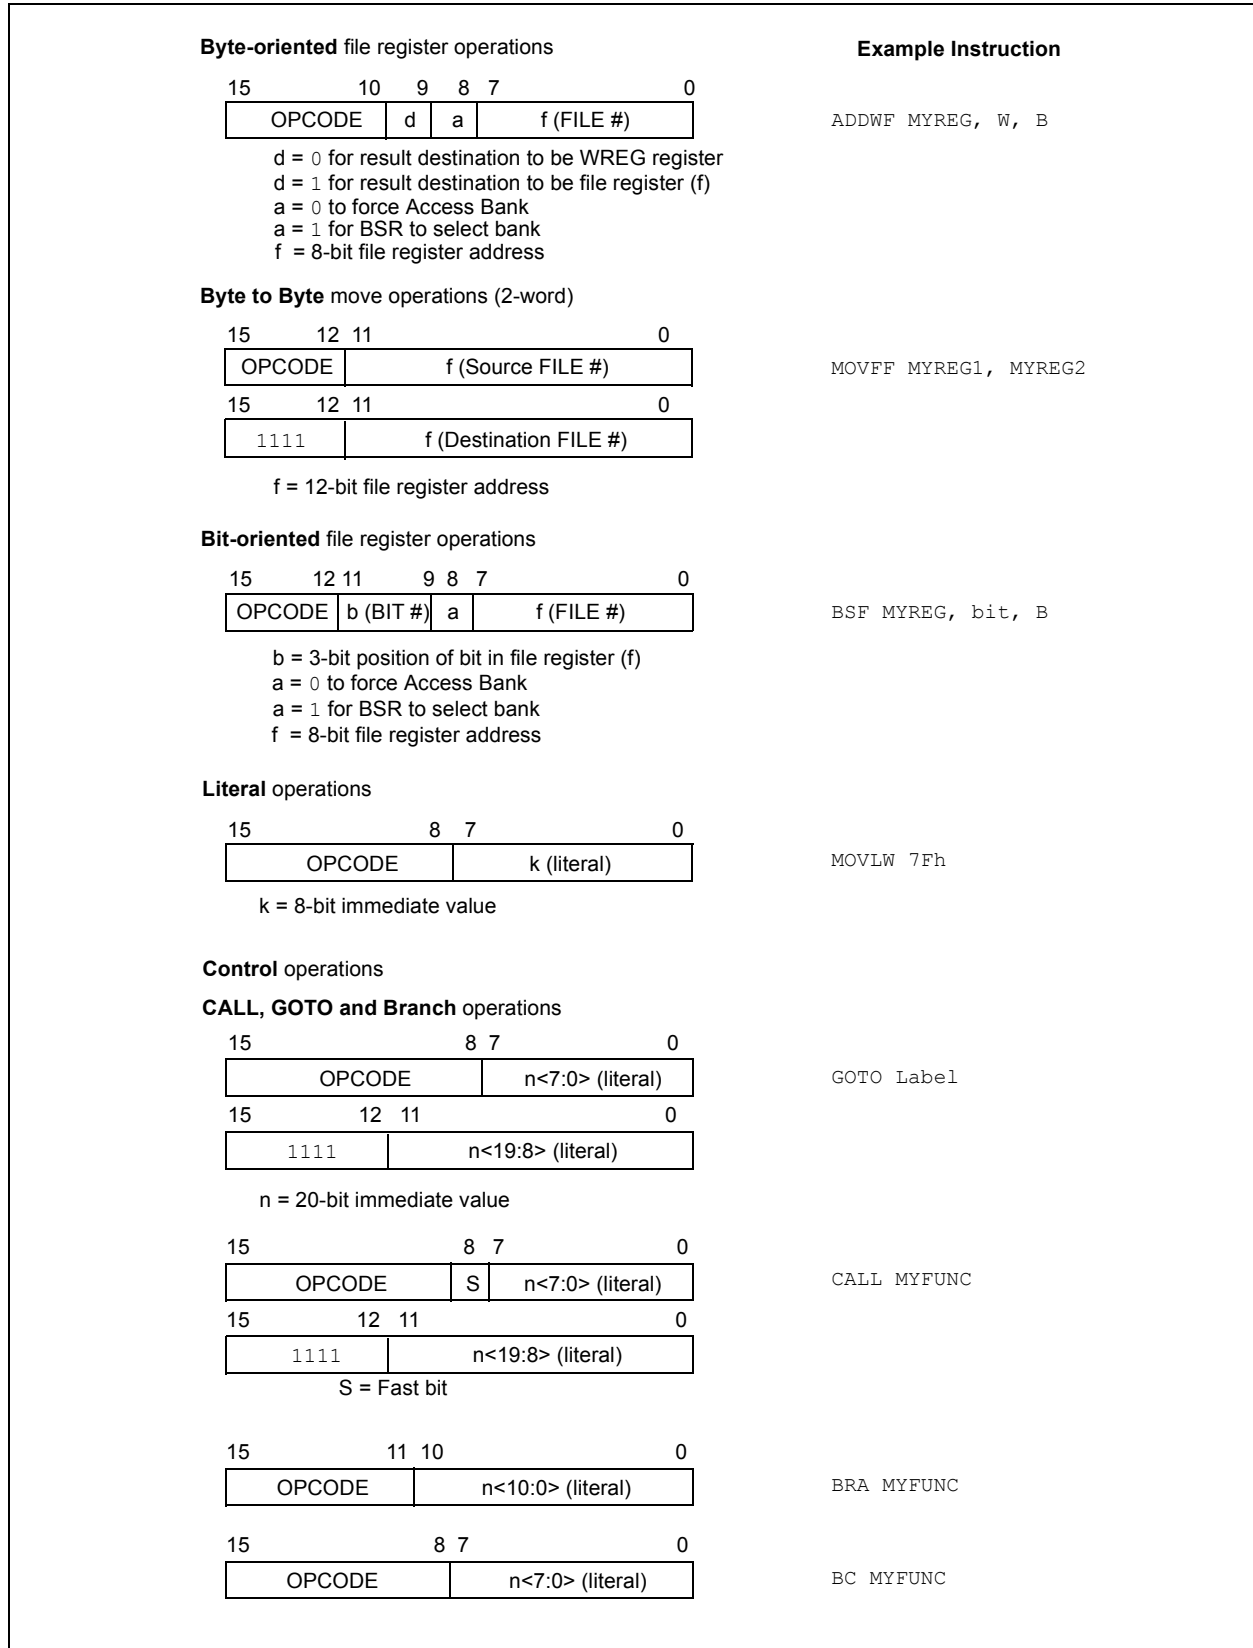 Byte-oriented file register operations
Example Instruction
15 10 9 8 7 0
OPCODE d a f (FILE #)
ADDWF MYREG, W, B
d = 0 for result destination to be WREG register
d = 1 for result destination to be file register (f)
a = 0 to force Access Bank
a = 1 for BSR to select bank
f = 8-bit file register address
Byte to Byte move operations (2-word)
15 12 11 0
OPCODE f (Source FILE #)
MOVFF MYREG1, MYREG2
15 12 11 0
1111 f (Destination FILE #)
f = 12-bit file register address
Bit-oriented file register operations
15 12 11 9 8 7 0
OPCODE b (BIT #) a f (FILE #)
BSF MYREG, bit, B
b = 3-bit position of bit in file register (f)
a = 0 to force Access Bank
a = 1 for BSR to select bank
f = 8-bit file register address
Literal operations
15 8 7 0
OPCODE k (literal)
MOVLW 7Fh
k = 8-bit immediate value
Control operations
CALL, GOTO and Branch operations
15 8 7 0
OPCODE n<7:0> (literal)
GOTO Label
15 12 11 0
1111 n<19:8> (literal)
n = 20-bit immediate value
15 8 7 0
OPCODE S n<7:0> (literal)
CALL MYFUNC
15 12 11 0
1111 n<19:8> (literal)
S = Fast bit
15 11 10 0
OPCODE n<10:0> (literal)
BRA MYFUNC
15 8 7 0
OPCODE n<7:0> (literal)
BC MYFUNC